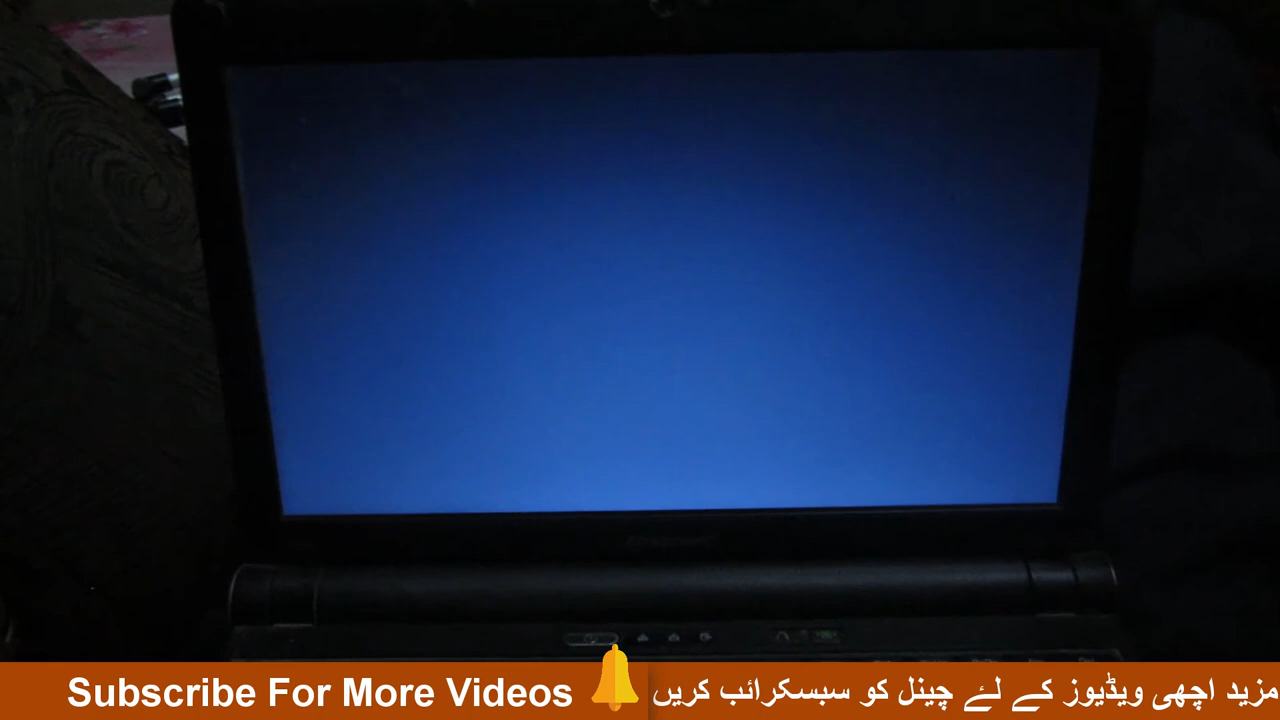 Subscribe For More Videos
مزید اچھی ویڈیوز کے لئے چینل کو سبسکرائب کریں